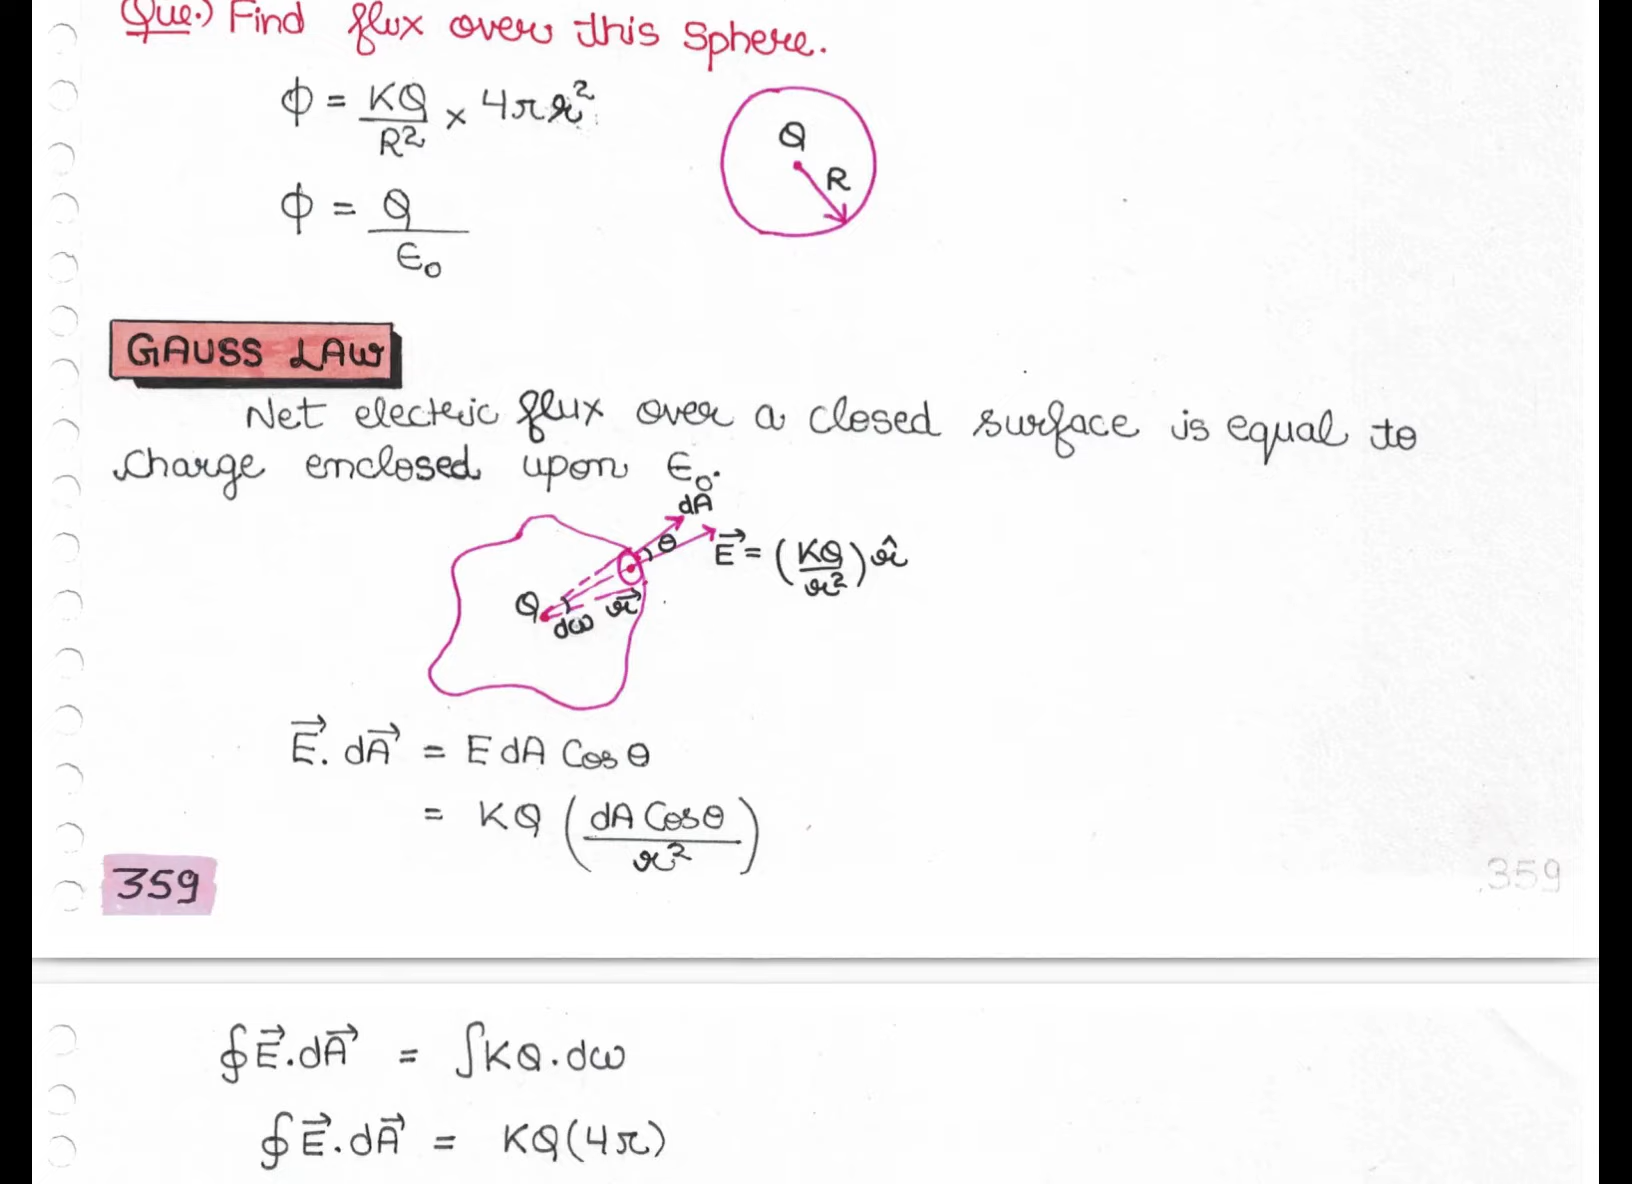 Que.) Find flux over this Sphere.
ϕ = KQ/R² × 4πr²
Q
R
ϕ = Q/ϵ₀
GAUSS LAW
Net electric flux over a closed surface is equal to
charge enclosed upon ϵ₀.
dA
θ
E⃗ = (KQ/r²) r̂
Q
dω
r⃗
E⃗. dA⃗ = E dA Cos θ
= KQ (dA Cosθ/r²)
359
359
∮E⃗.dA⃗ = ∫KQ.dω
∮E⃗.dA⃗ = KQ(4π)